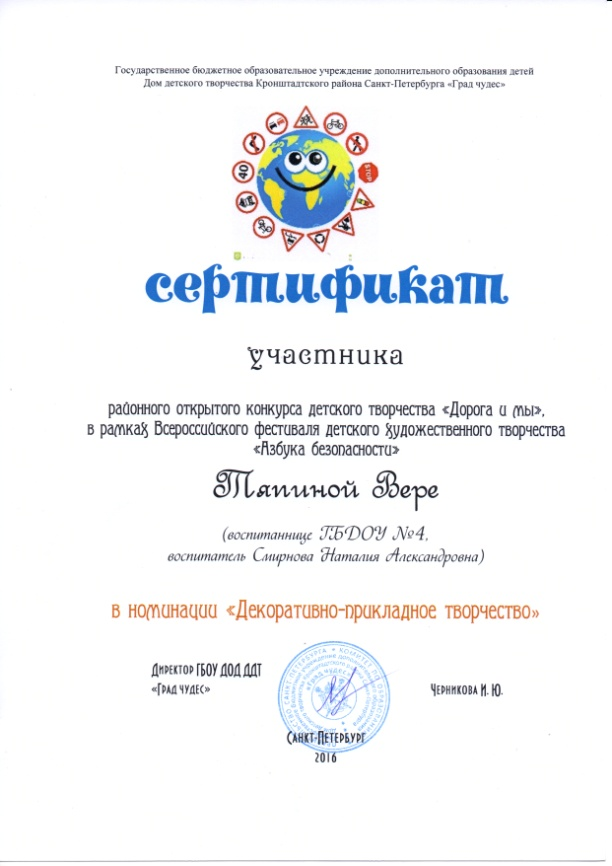 Государственное бюджетное образовательное учреждение дополнительного образования детей
Дом детского творчества Кронштадтского района Санкт-Петербурга «Град чудес»
40
STOP
сертификат
участника
районного открытого конкурса детского творчества «Дорога и мы»,
в рамках Всероссийского фестиваля детского художественного творчества
«Азбука безопасности»
Тяпиной Вере
(воспитаннице ГБДОУ №4,
воспитатель Смирнова Наталия Александровна)
в номинации «Декоративно-прикладное творчество»
Директор ГБОУ ДОД ДДТ
«Град чудес»
Черникова И. Ю.
Санкт-Петербург
2016